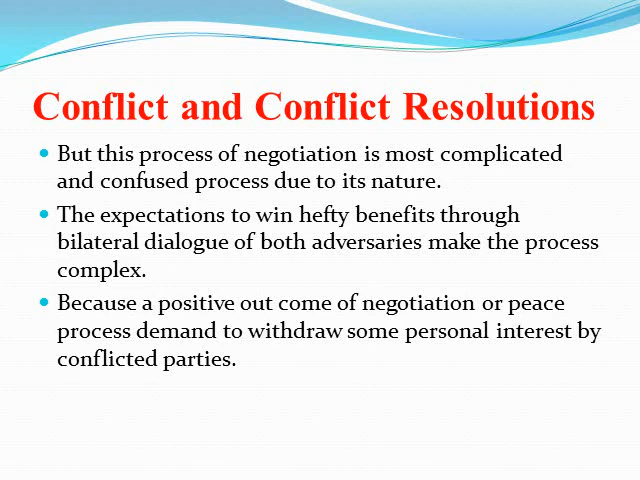 Conflict and Conflict Resolutions
But this process of negotiation is most complicated
and confused process due to its nature.
The expectations to win hefty benefits through
bilateral dialogue of both adversaries make the process
complex.
Because a positive out come of negotiation or peace
process demand to withdraw some personal interest by
conflicted parties.